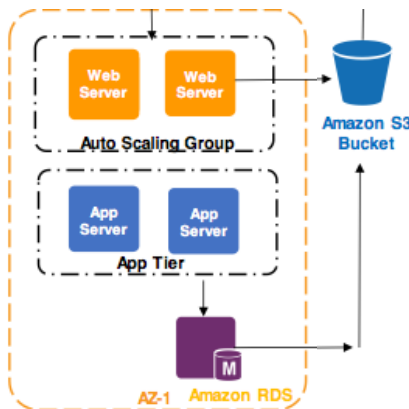 Web
Server
Web
Server
Auto Scaling Group
Amazon S3
Bucket
App
Server
App
Server
App Tier
M
AZ-1
Amazon RDS